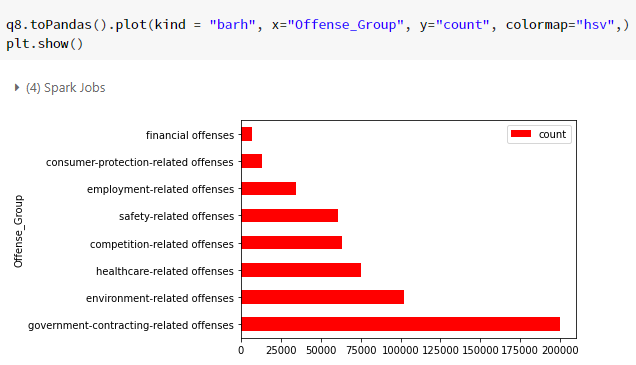 q8.toPandas().plot(kind = "barh", x="Offense_Group", y="count", colormap="hsv",)
plt.show()
(4) Spark Jobs
count
financial offenses
consumer-protection-related offenses
employment-related offenses
safety-related offenses
competition-related offenses
healthcare-related offenses
environment-related offenses
government-contracting-related offenses
Offense_Group
0 25000 50000 75000 100000 125000 150000 175000 200000